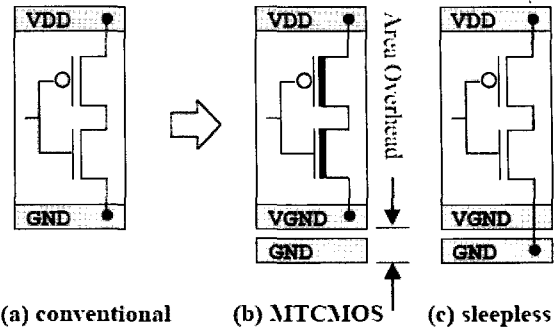 VDD
VDD
VDD
Area Overhead
GND
VGND
VGND
GND
GND
(a) conventional
(b) MTCMOS
(c) sleepless